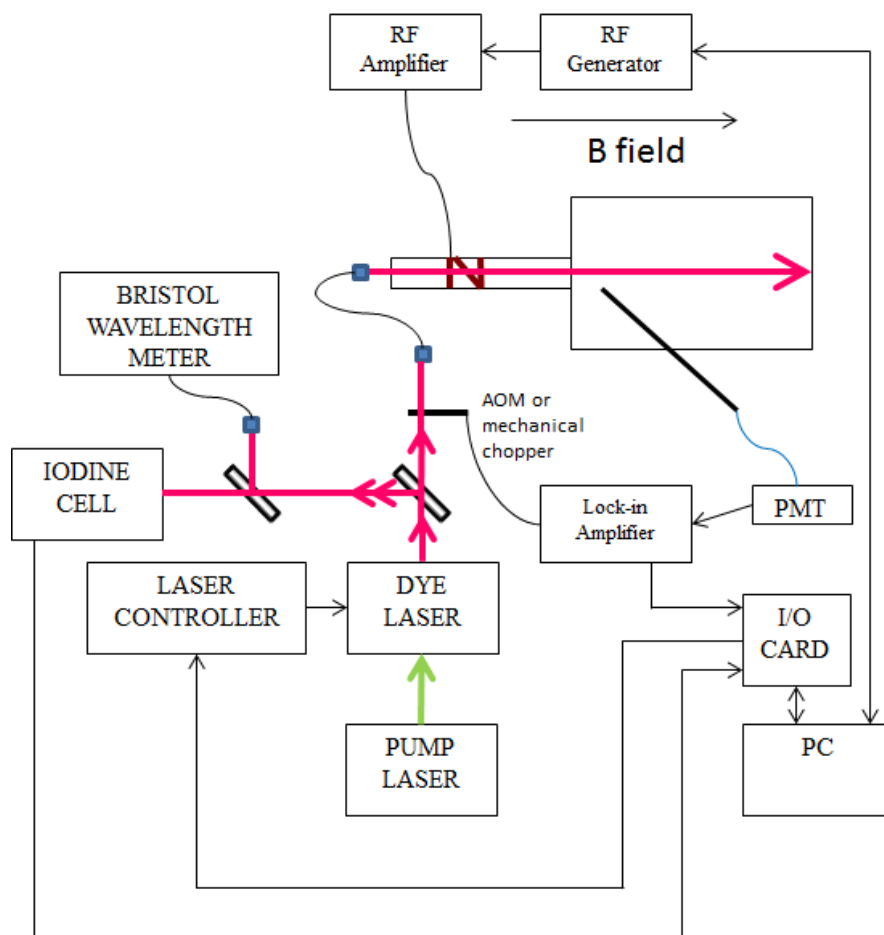 RF
Amplifier
RF
Generator
B field
BRISTOL
WAVELENGTH
METER
AOM or
mechanical
chopper
IODINE
CELL
Lock-in
Amplifier
PMT
LASER
CONTROLLER
DYE
LASER
I/O
CARD
PUMP
LASER
PC